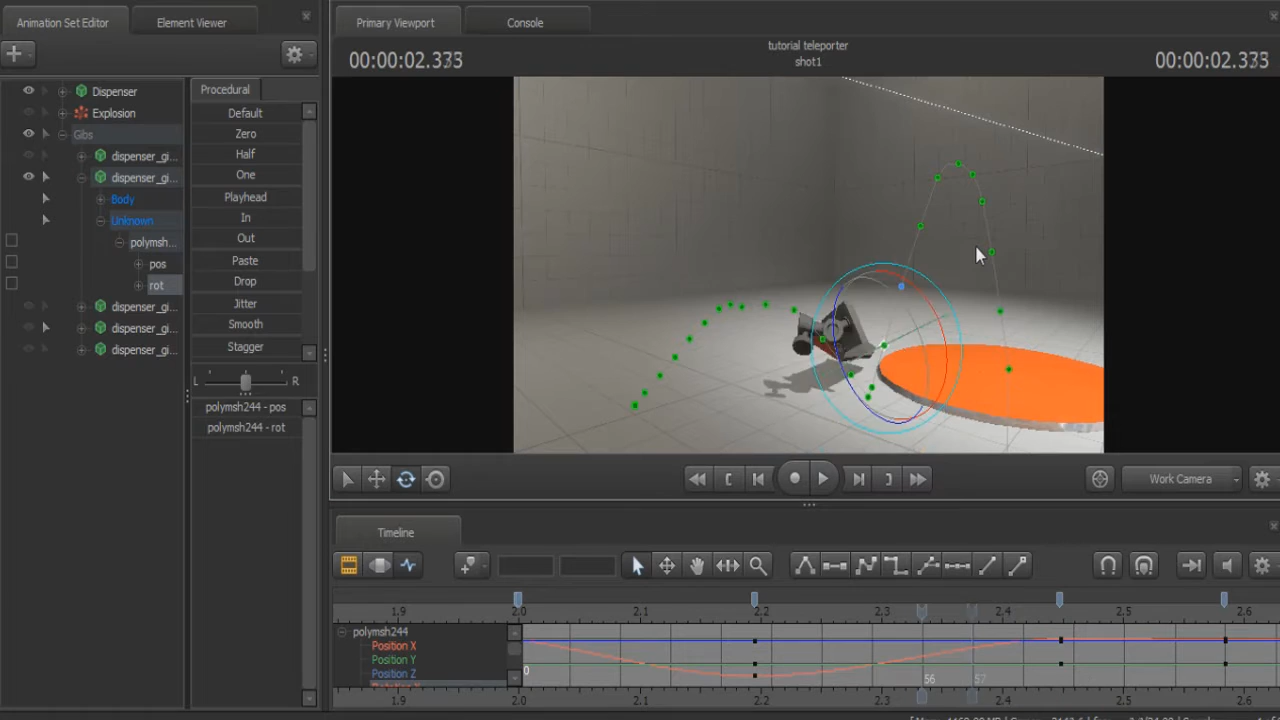 Animation Set Editor
Element Viewer
Dispenser
Explosion
Gibs
dispenser_gi...
dispenser_gi...
Body
Unknown
polymsh...
pos
rot
dispenser_gi...
dispenser_gi...
dispenser_gi...
Procedural
Default
Zero
Half
One
Playhead
In
Out
Paste
Drop
Jitter
Smooth
Stagger
L R
polymsh244 - pos
polymsh244 - rot
Primary Viewport
Console
00:00:02.333
tutorial teleporter
shot1
00:00:02.333
Work Camera
Timeline
1.9 2.0 2.1 2.2 2.3 2.4 2.5 2.6
polymsh244
Position X
Position Y
Position Z
0
56 57
1.9 2.0 2.1 2.2 2.3 2.4 2.5 2.6